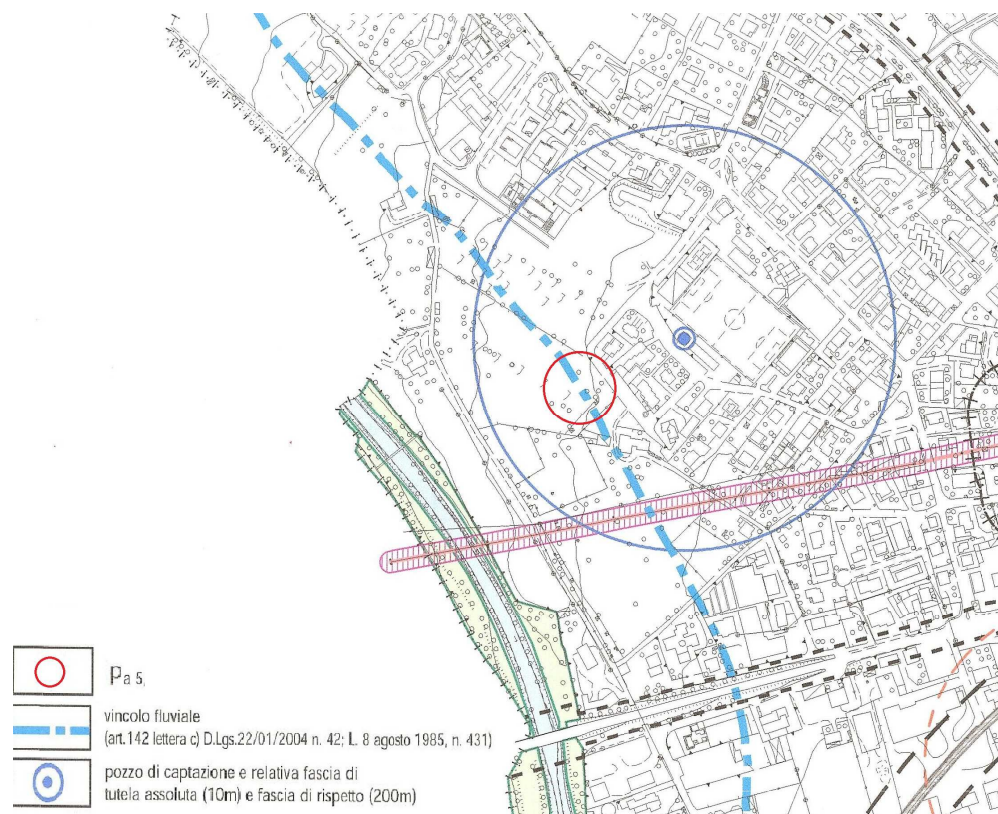 Pa 5,
vincolo fluviale
(art.142 lettera c) D.Lgs.22/01/2004 n. 42; L. 8 agosto 1985, n. 431)
pozzo di captazione e relativa fascia di
tutela assoluta (10m) e fascia di rispetto (200m)